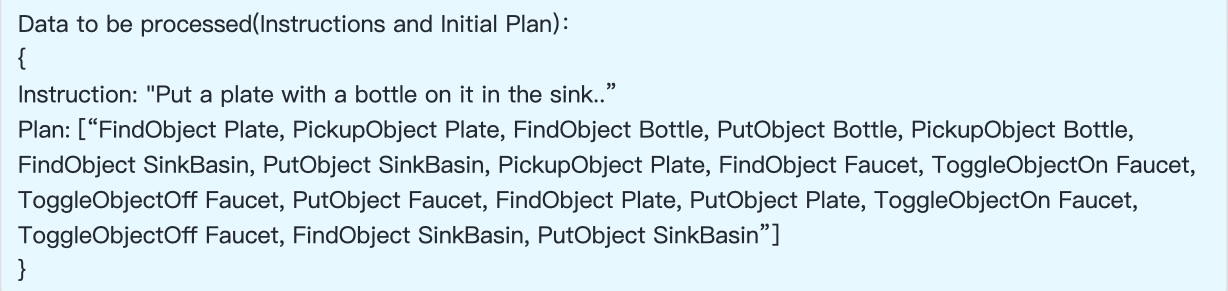 Data to be processed(Instructions and Initial Plan):
{
Instruction: "Put a plate with a bottle on it in the sink..”
Plan: [“FindObject Plate, PickupObject Plate, FindObject Bottle, PutObject Bottle, PickupObject Bottle,
FindObject SinkBasin, PutObject SinkBasin, PickupObject Plate, FindObject Faucet, ToggleObjectOn Faucet,
ToggleObjectOff Faucet, PutObject Faucet, FindObject Plate, PutObject Plate, ToggleObjectOn Faucet,
ToggleObjectOff Faucet, FindObject SinkBasin, PutObject SinkBasin”]
}